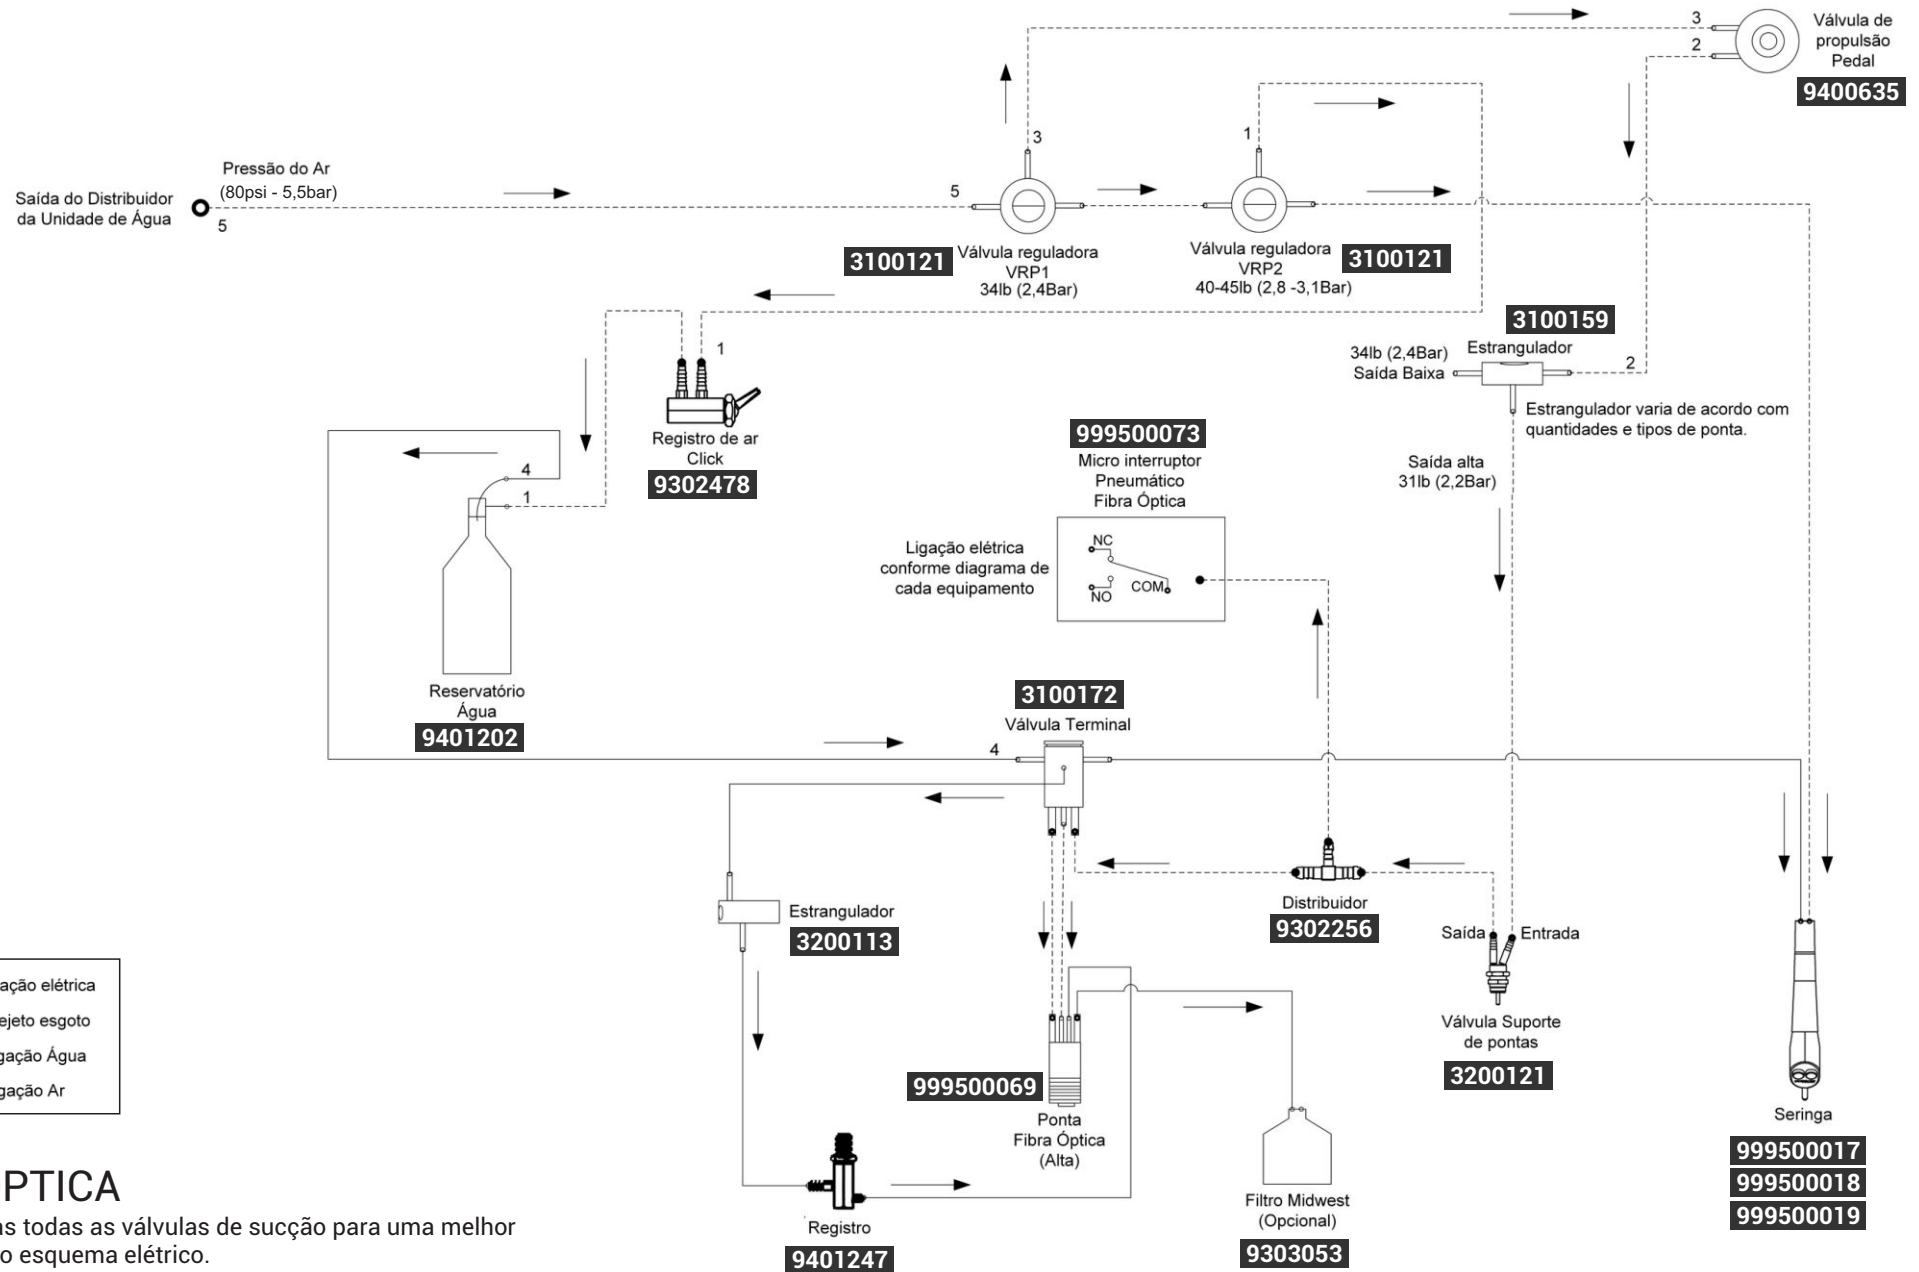 3
2
Válvula de
propulsão
Pedal
9400635
Pressão do Ar
(80psi - 5,5bar)
Saída do Distribuidor
da Unidade de Água
5
5
3
1
3100121
Válvula reguladora
VRP1
34lb (2,4Bar)
Válvula reguladora
VRP2
40-45lb (2,8 -3,1Bar)
3100121
3100159
Estrangulador
34lb (2,4Bar)
Saída Baixa
2
Estrangulador varia de acordo com
quantidades e tipos de ponta.
Saída alta
31lb (2,2Bar)
1
Registro de ar
Click
9302478
4
1
Reservatório
Água
9401202
999500073
Micro interruptor
Pneumático
Fibra Óptica
Ligação elétrica
conforme diagrama de
cada equipamento
NC
NO
COM
3100172
Válvula Terminal
4
Estrangulador
3200113
Distribuidor
9302256
Saída
Entrada
Válvula Suporte
de pontas
3200121
999500069
Ponta
Fibra Óptica
(Alta)
Registro
9401247
Filtro Midwest
(Opcional)
9303053
Seringa
999500017
999500018
999500019
ação elétrica
ejeto esgoto
gação Água
gação Ar
PTICA
as todas as válvulas de sucção para uma melhor
o esquema elétrico.